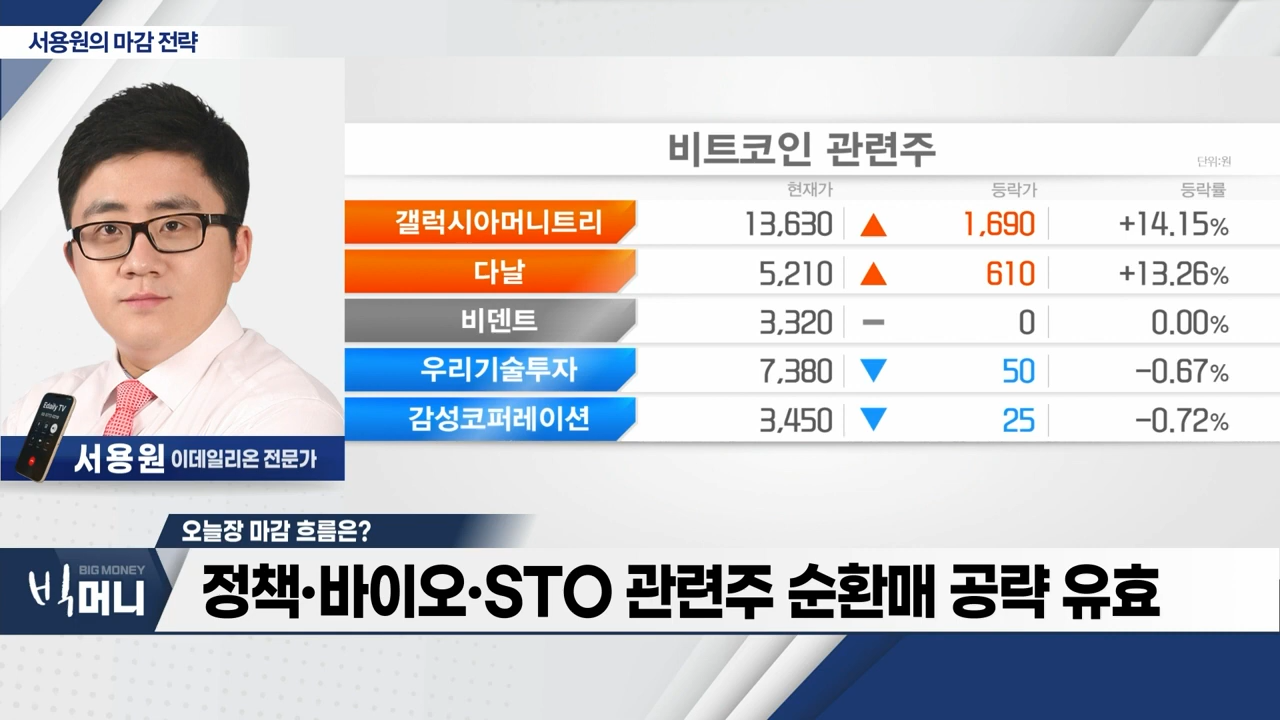 서용원의 마감 전략
비트코인 관련주
단위:원
현재가 등락가 등락률
갤럭시아머니트리 13,630 ▲ 1,690 +14.15%
다날 5,210 ▲ 610 +13.26%
비덴트 3,320 - 0 0.00%
우리기술투자 7,380 ▼ 50 -0.67%
감성코퍼레이션 3,450 ▼ 25 -0.72%
Edaily TV
서용원 이데일리온 전문가
오늘장 마감 흐름은?
BIG MONEY
빅머니
정책·바이오·STO 관련주 순환매 공략 유효